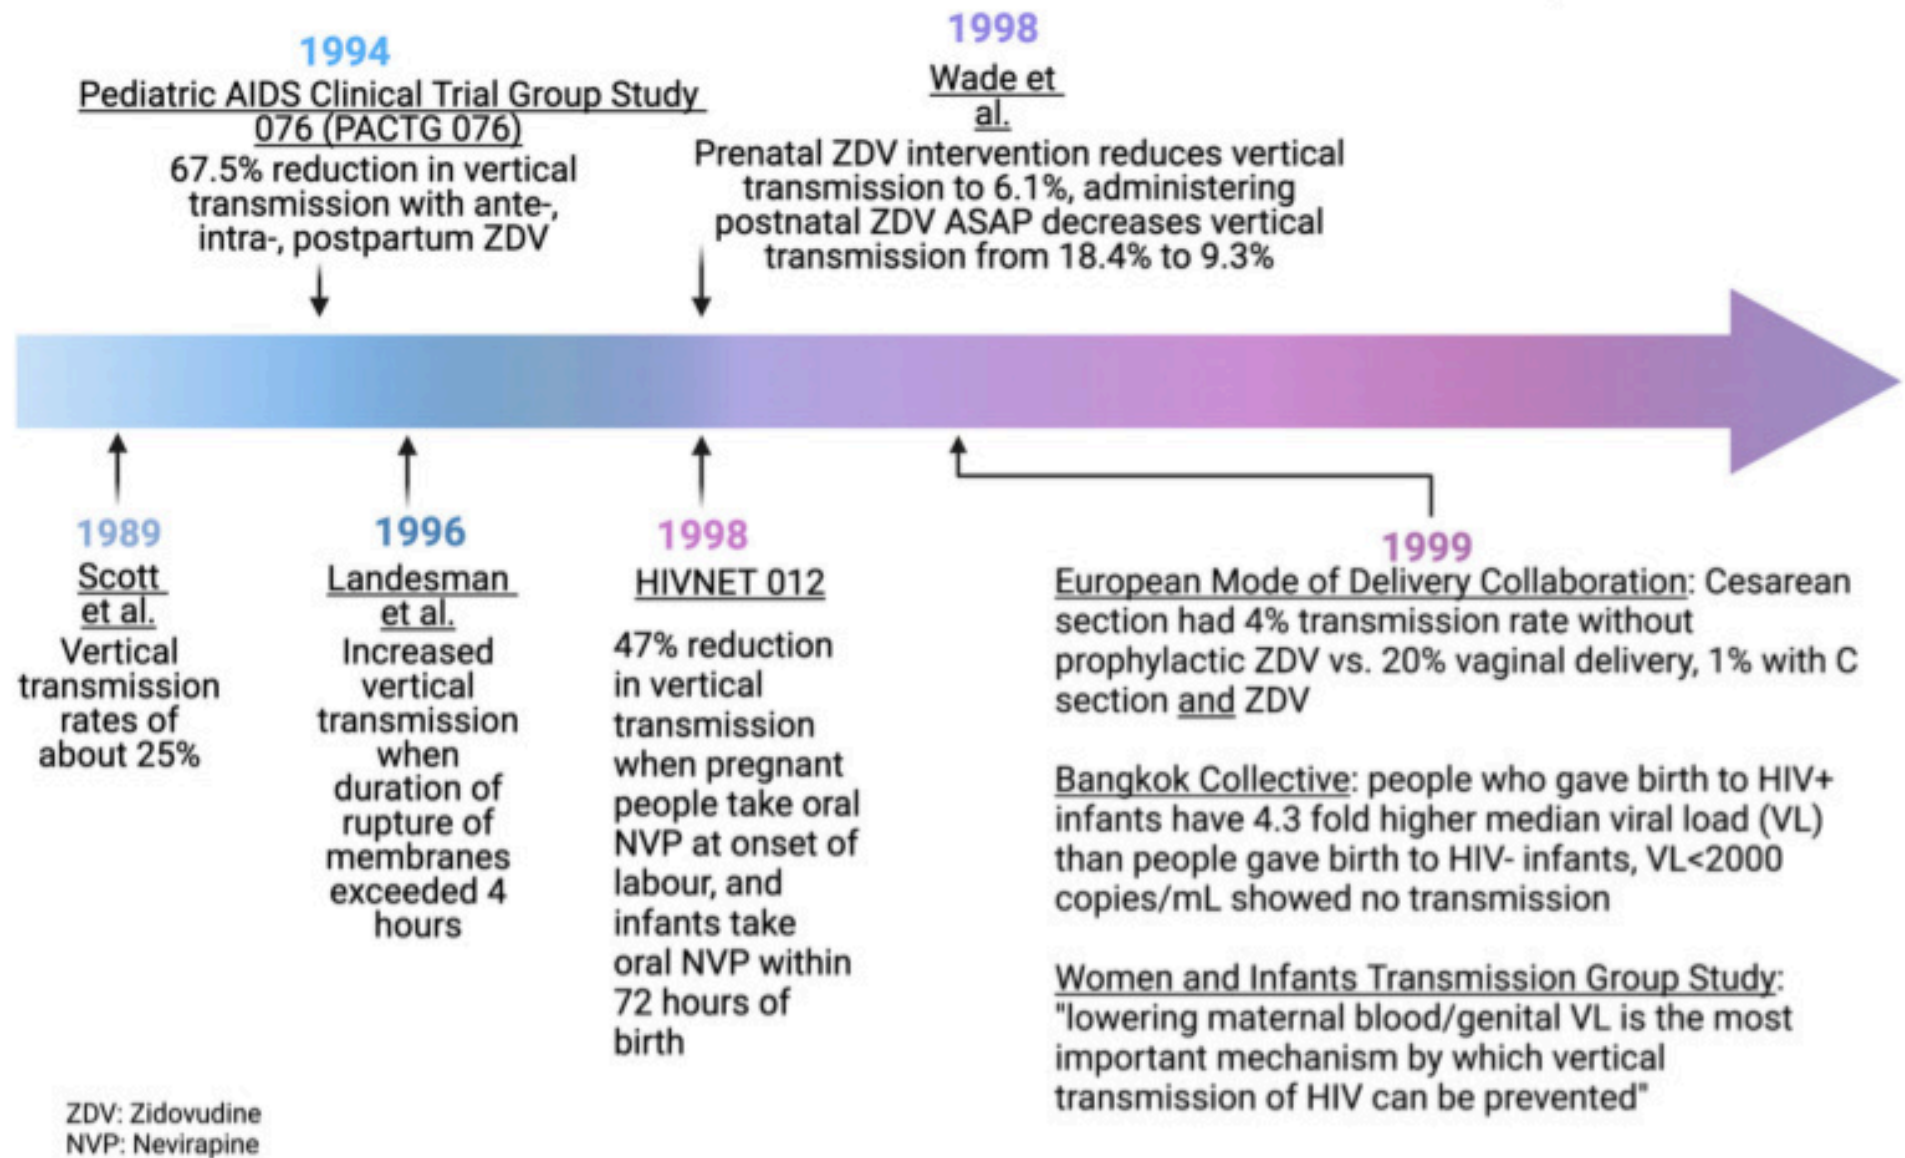 1994
Pediatric AIDS Clinical Trial Group Study
076 (PACTG 076)
67.5% reduction in vertical
transmission with ante-,
intra-, postpartum ZDV
1998
Wade et
al.
Prenatal ZDV intervention reduces vertical
transmission to 6.1%, administering
postnatal ZDV ASAP decreases vertical
transmission from 18.4% to 9.3%
1989
Scott
et al.
Vertical
transmission
rates of
about 25%
1996
Landesman
et al.
Increased
vertical
transmission
when
duration of
rupture of
membranes
exceeded 4
hours
1998
HIVNET 012
47% reduction
in vertical
transmission
when pregnant
people take oral
NVP at onset of
labour, and
infants take
oral NVP within
72 hours of
birth
1999
European Mode of Delivery Collaboration: Cesarean
section had 4% transmission rate without
prophylactic ZDV vs. 20% vaginal delivery, 1% with C
section and ZDV
Bangkok Collective: people who gave birth to HIV+
infants have 4.3 fold higher median viral load (VL)
than people gave birth to HIV- infants, VL<2000
copies/mL showed no transmission
Women and Infants Transmission Group Study:
"lowering maternal blood/genital VL is the most
important mechanism by which vertical
transmission of HIV can be prevented"
ZDV: Zidovudine
NVP: Nevirapine